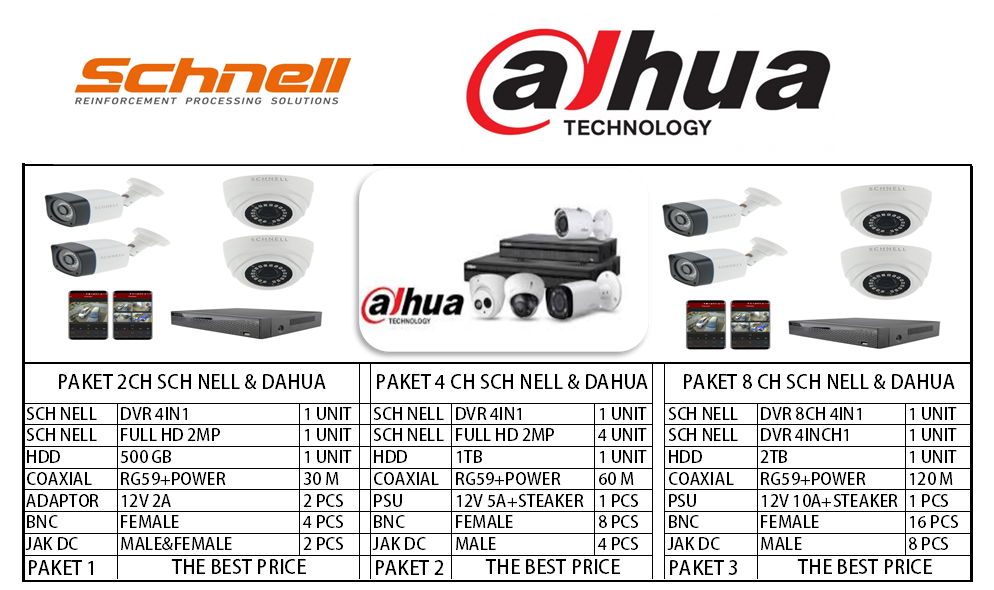 Schnell
REINFORCEMENT PROCESSING SOLUTIONS
alhua
TECHNOLOGY
SCHNELL
SCHNELL
SCHNELL
SCHNELL
alhua
TECHNOLOGY
SCHNELL
SCHNELL
SCHNELL
SCHNELL
PAKET 2CH SCH NELL & DAHUA
SCH NELL DVR 4IN1 1 UNIT
SCH NELL FULL HD 2MP 1 UNIT
HDD 500 GB 1 UNIT
COAXIAL RG59+POWER 30 M
ADAPTOR 12V 2A 2 PCS
BNC FEMALE 4 PCS
JAK DC MALE&FEMALE 2 PCS
PAKET 1 THE BEST PRICE
PAKET 4 CH SCH NELL & DAHUA
SCH NELL DVR 4IN1 1 UNIT
SCH NELL FULL HD 2MP 4 UNIT
HDD 1TB 1 UNIT
COAXIAL RG59+POWER 60 M
PSU 12V 5A+STEAKER 1 PCS
BNC FEMALE 8 PCS
JAK DC MALE 4 PCS
PAKET 2 THE BEST PRICE
PAKET 8 CH SCH NELL & DAHUA
SCH NELL DVR 8CH 4IN1 1 UNIT
SCH NELL DVR 4INCH1 1 UNIT
HDD 2TB 1 UNIT
COAXIAL RG59+POWER 120 M
PSU 12V 10A+STEAKER 1 PCS
BNC FEMALE 16 PCS
JAK DC MALE 8 PCS
PAKET 3 THE BEST PRICE